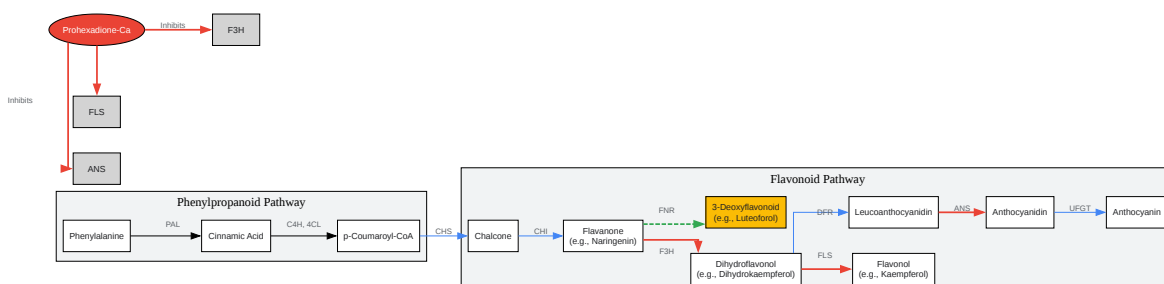 Prohexadione-Ca
Inhibits
F3H
Inhibits
FLS
ANS
Phenylpropanoid Pathway
Phenylalanine
PAL
Cinnamic Acid
C4H, 4CL
p-Coumaroyl-CoA
CHS
Flavonoid Pathway
Chalcone
CHI
Flavanone
(e.g., Naringenin)
FNR
3-Deoxyflavonoid
(e.g., Luteoforol)
F3H
Dihydroflavonol
(e.g., Dihydrokaempferol)
DFR
Leucoanthocyanidin
ANS
Anthocyanidin
UFGT
Anthocyanin
FLS
Flavonol
(e.g., Kaempferol)